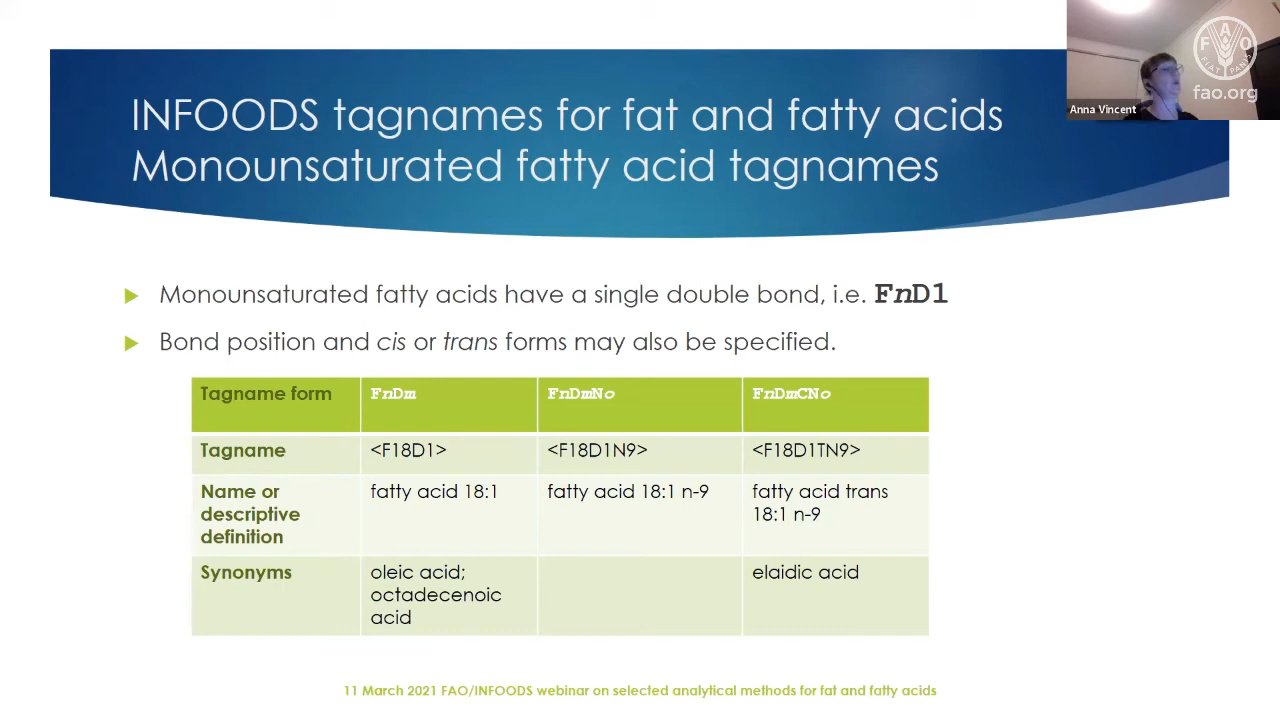 INFOODS tagnames for fat and fatty acids
Monounsaturated fatty acid tagnames
FAO
FIAT PANIS
fao.org
Anna Vincent
Monounsaturated fatty acids have a single double bond, i.e. FnD1
Bond position and cis or trans forms may also be specified.
Tagname form FnDm FnDmNo FnDmCNo
Tagname <F18D1> <F18D1N9> <F18D1TN9>
Name or descriptive definition fatty acid 18:1 fatty acid 18:1 n-9 fatty acid trans 18:1 n-9
Synonyms oleic acid; octadecenoic acid elaidic acid
11 March 2021 FAO/INFOODS webinar on selected analytical methods for fat and fatty acids